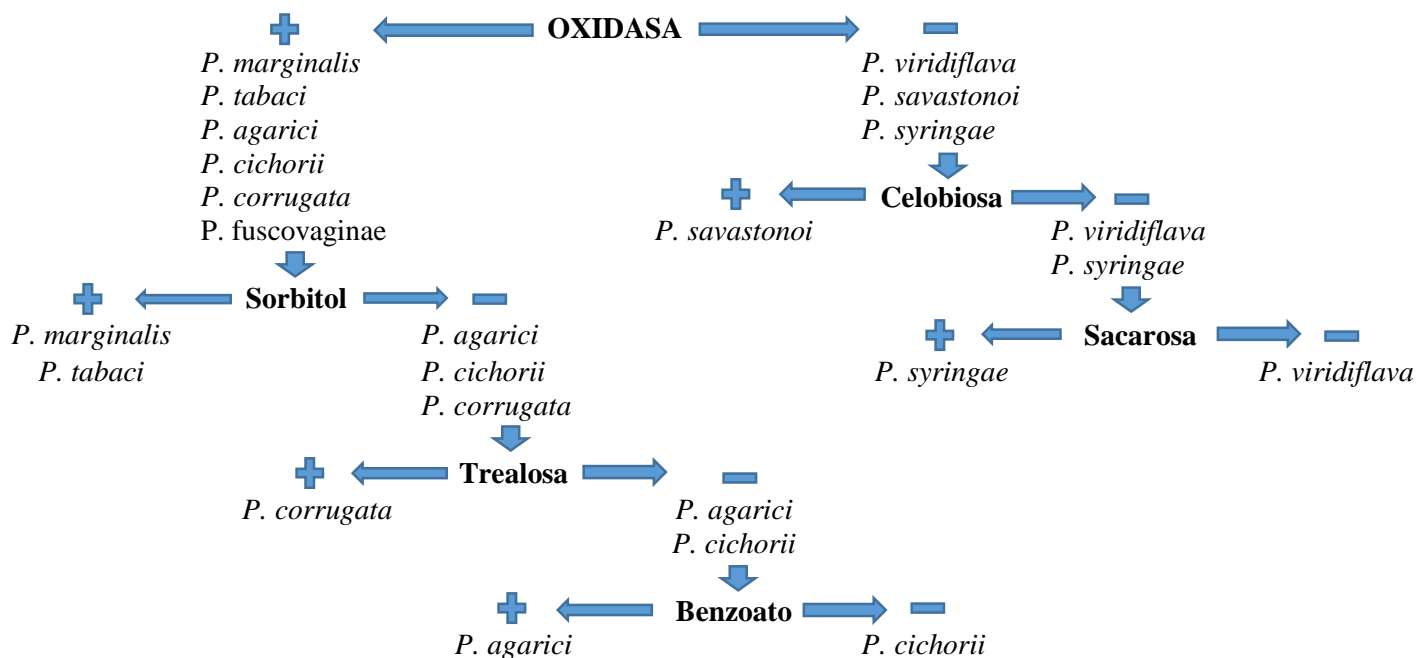 OXIDASA
P. marginalis
P. tabaci
P. agarici
P. cichorii
P. corrugata
P. fuscovaginae
P. viridiflava
P. savastonoi
P. syringae
Celobiosa
P. savastonoi
P. viridiflava
P. syringae
Sorbitol
P. marginalis
P. tabaci
P. agarici
P. cichorii
P. corrugata
Sacarosa
P. syringae
P. viridiflava
Trealosa
P. corrugata
P. agarici
P. cichorii
Benzoato
P. agarici
P. cichorii